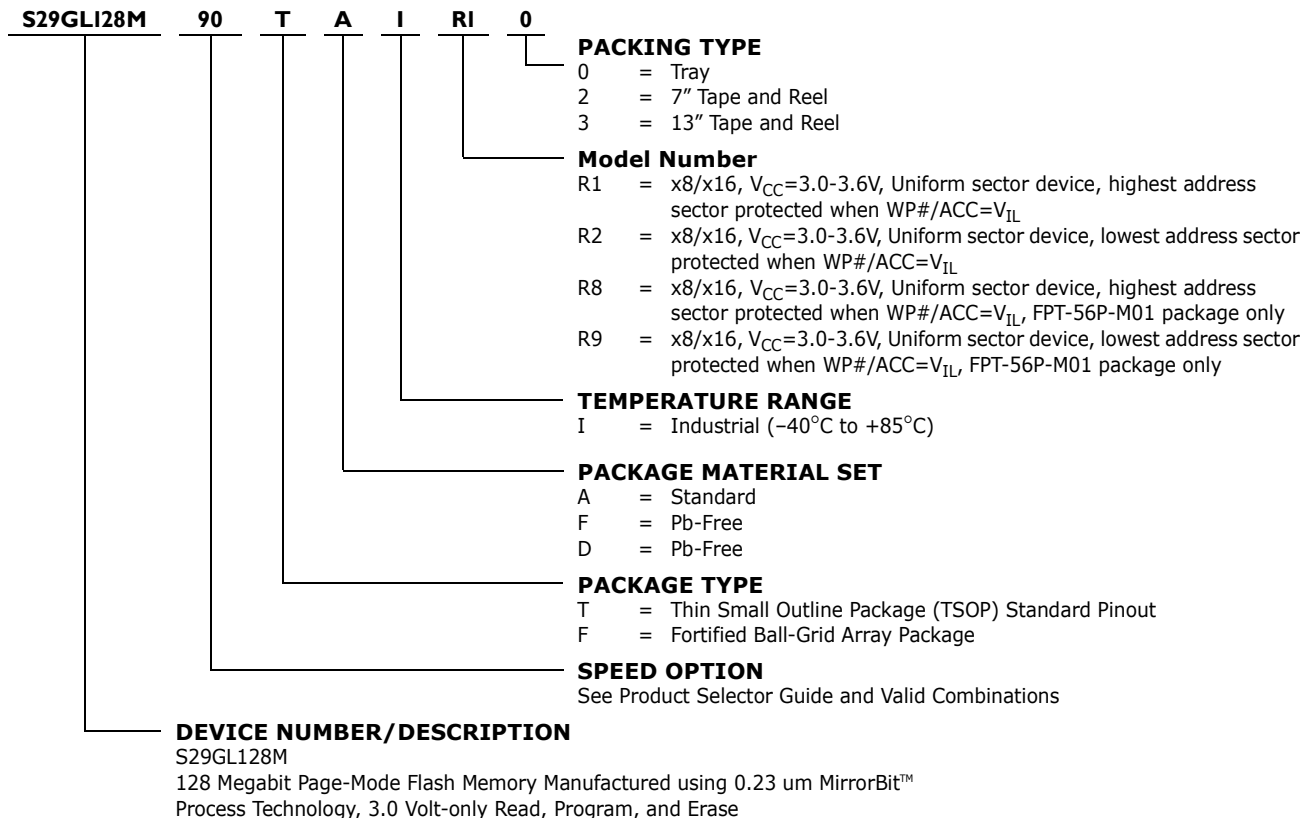 S29GL128M 90 T A I R1 0
PACKING TYPE
0 = Tray
2 = 7″ Tape and Reel
3 = 13″ Tape and Reel
Model Number
R1 = x8/x16, VCC=3.0-3.6V, Uniform sector device, highest address
sector protected when WP#/ACC=VIL
R2 = x8/x16, VCC=3.0-3.6V, Uniform sector device, lowest address sector
protected when WP#/ACC=VIL
R8 = x8/x16, VCC=3.0-3.6V, Uniform sector device, highest address
sector protected when WP#/ACC=VIL, FPT-56P-M01 package only
R9 = x8/x16, VCC=3.0-3.6V, Uniform sector device, lowest address sector
protected when WP#/ACC=VIL, FPT-56P-M01 package only
TEMPERATURE RANGE
I = Industrial (–40°C to +85°C)
PACKAGE MATERIAL SET
A = Standard
F = Pb-Free
D = Pb-Free
PACKAGE TYPE
T = Thin Small Outline Package (TSOP) Standard Pinout
F = Fortified Ball-Grid Array Package
SPEED OPTION
See Product Selector Guide and Valid Combinations
DEVICE NUMBER/DESCRIPTION
S29GL128M
128 Megabit Page-Mode Flash Memory Manufactured using 0.23 um MirrorBit™
Process Technology, 3.0 Volt-only Read, Program, and Erase